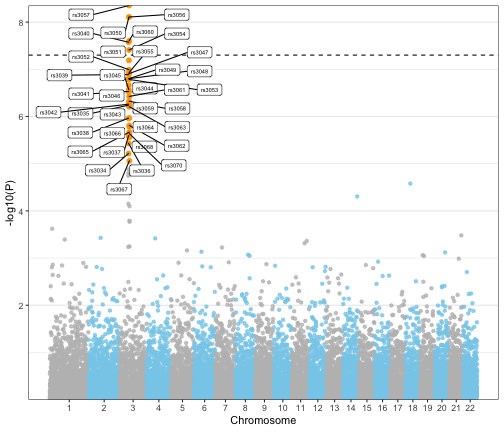 rs3057
rs3056
rs3040
rs3050
rs3060
rs3054
rs3051
rs3055
rs3047
rs3052
rs3049
rs3048
rs3039
rs3045
rs3044
rs3061
rs3053
rs3041
rs3046
rs3042
rs3035
rs3043
rs3059
rs3058
rs3038
rs3066
rs3064
rs3063
rs3065
rs3037
rs3068
rs3062
rs3034
rs3036
rs3070
rs3067
8
6
4
2
-log10(P)
1 2 3 4 5 6 7 8 9 10 11 12 13 14 15 16 17 18 19 20 21 22
Chromosome